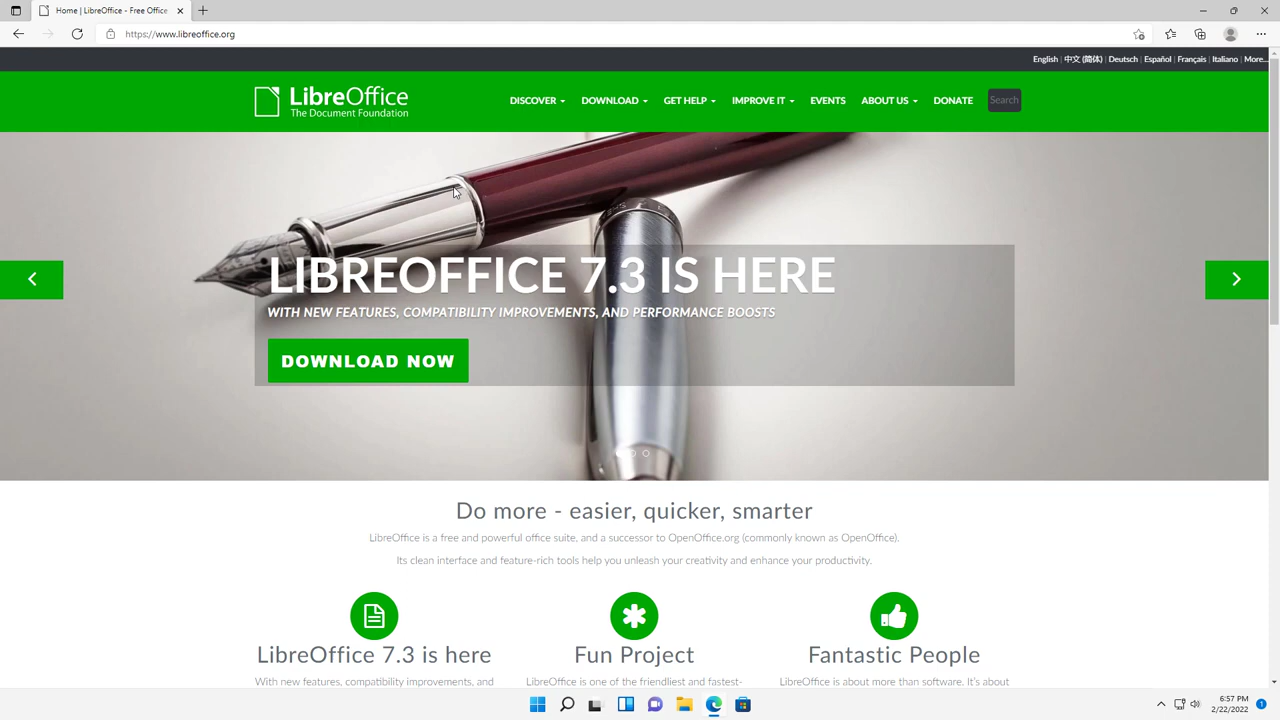 Home | LibreOffice - Free Office
https://www.libreoffice.org
English | 中文 (简体) | Deutsch | Español | Français | Italiano | More...
LibreOffice
The Document Foundation
DISCOVER
DOWNLOAD
GET HELP
IMPROVE IT
EVENTS
ABOUT US
DONATE
Search
LIBREOFFICE 7.3 IS HERE
WITH NEW FEATURES, COMPATIBILITY IMPROVEMENTS, AND PERFORMANCE BOOSTS
DOWNLOAD NOW
Do more - easier, quicker, smarter
LibreOffice is a free and powerful office suite, and a successor to OpenOffice.org (commonly known as OpenOffice).
Its clean interface and feature-rich tools help you unleash your creativity and enhance your productivity.
LibreOffice 7.3 is here
Fun Project
Fantastic People
With new features, compatibility improvements, and
LibreOffice is one of the friendliest and fastest-
LibreOffice is about more than software. It's about
6:57 PM
2/22/2022
1